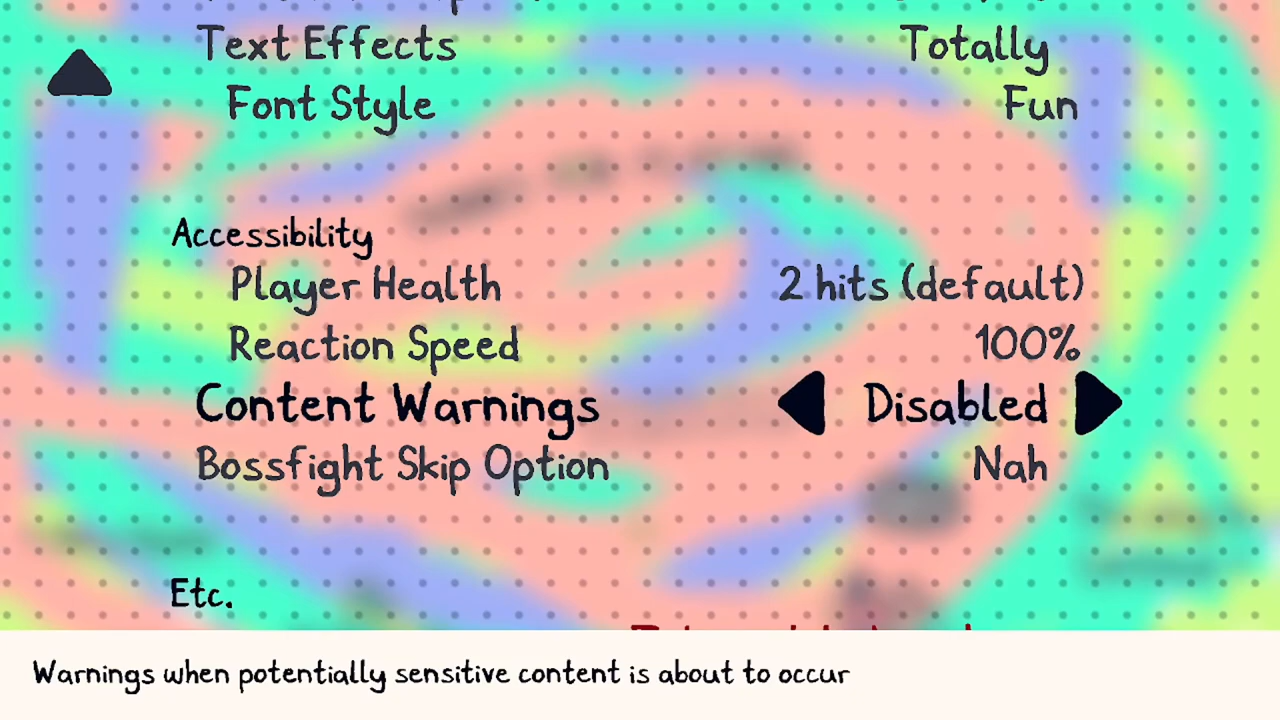 Text Effects Totally
Font Style Fun
Accessibility
Player Health 2 hits (default)
Reaction Speed 100%
Content Warnings Disabled
Bossfight Skip Option Nah
Etc.
Warnings when potentially sensitive content is about to occur